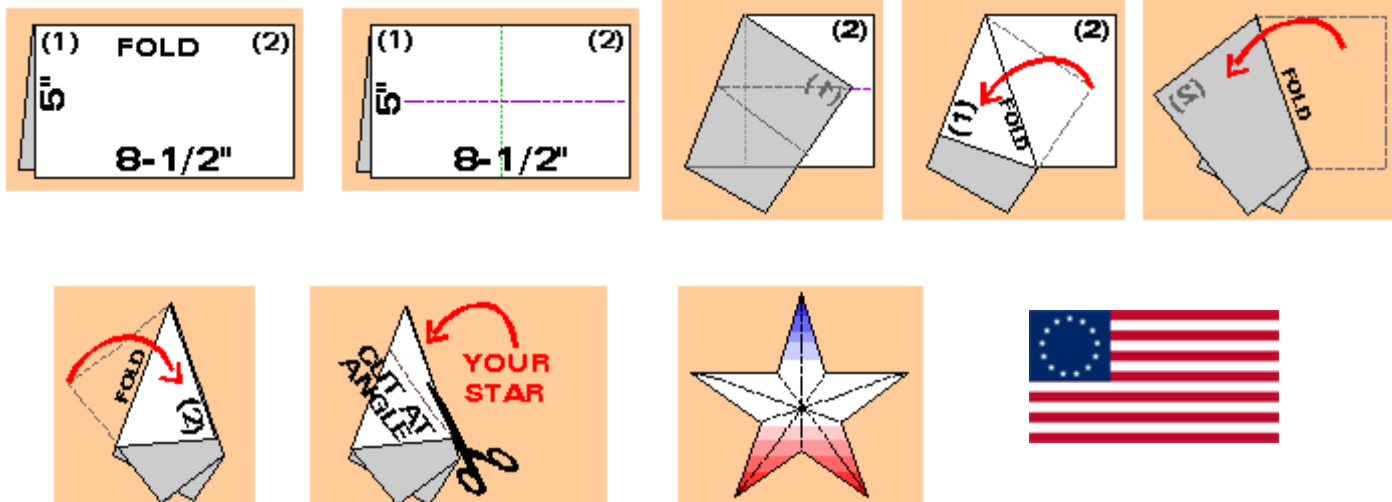 (1) FOLD (2)
5"
8-1/2"
(1) (2)
5"
8-1/2"
(2)
(1)
(2)
(1)
FOLD
FOLD
(2)
FOLD
(2)
CUT AT
ANGLE
YOUR
STAR